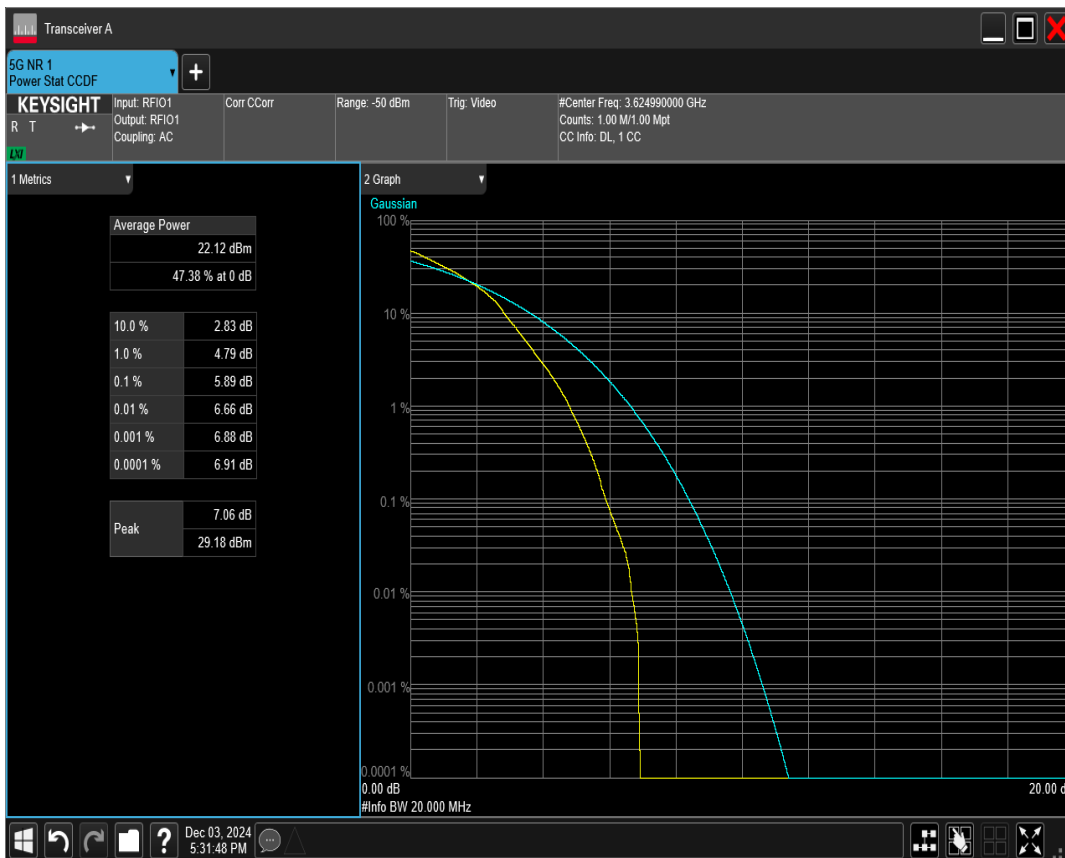 Transceiver A
5G NR 1
Power Stat CCDF
KEYSIGHT
R T
LXI
Input: RFIO1
Output: RFIO1
Coupling: AC
Corr CCorr
Range: -50 dBm
Trig: Video
#Center Freq: 3.624990000 GHz
Counts: 1.00 M/1.00 Mpt
CC Info: DL, 1 CC
1 Metrics
Average Power
22.12 dBm
47.38 % at 0 dB
10.0 % 2.83 dB
1.0 % 4.79 dB
0.1 % 5.89 dB
0.01 % 6.66 dB
0.001 % 6.88 dB
0.0001 % 6.91 dB
Peak 7.06 dB
29.18 dBm
2 Graph
Gaussian
100 %
10 %
1 %
0.1 %
0.01 %
0.001 %
0.0001 %
0.00 dB 20.00 d
#Info BW 20.000 MHz
Dec 03, 2024
5:31:48 PM